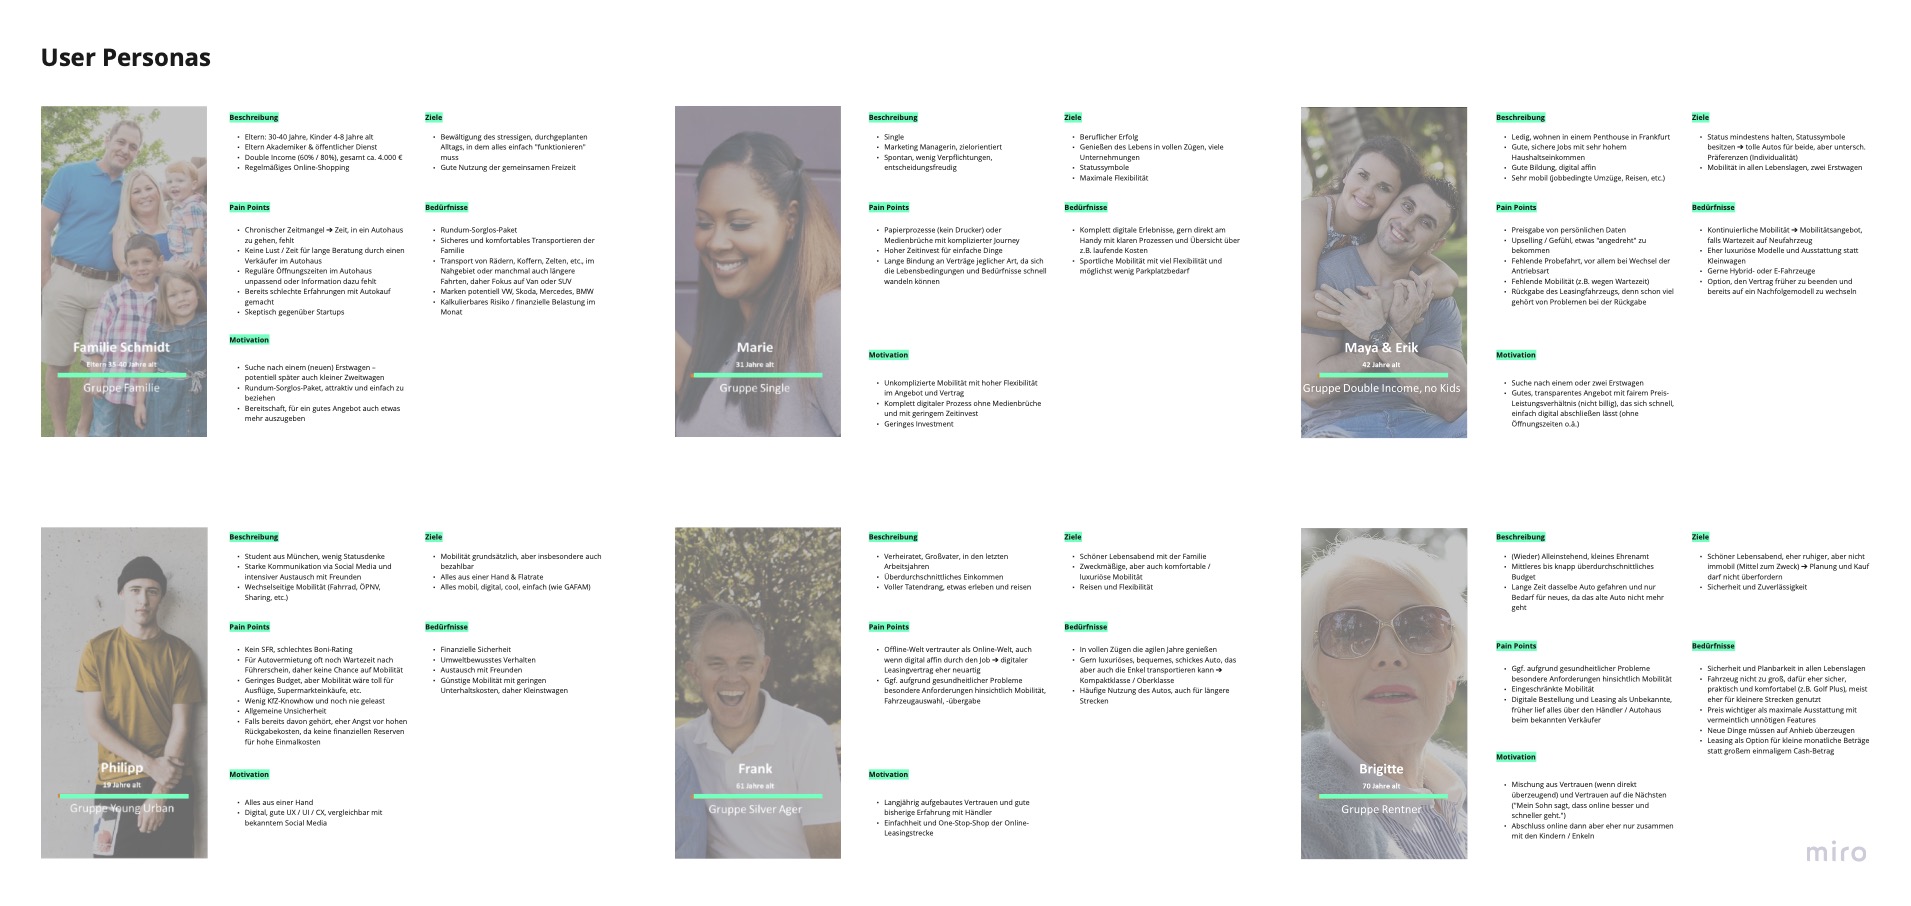 User Personas
Familie Schmidt
Eltern 35-40 Jahre alt
Gruppe Familie
Beschreibung
• Eltern: 30-40 Jahre, Kinder 4-8 Jahre alt
• Eltern Akademiker & öffentlicher Dienst
• Double Income (60% / 80%), gesamt ca. 4.000 €
• Regelmäßiges Online-Shopping
Ziele
• Bewältigung des stressigen, durchgeplanten
Alltags, in dem alles einfach "funktionieren"
muss
• Gute Nutzung der gemeinsamen Freizeit
Pain Points
• Chronischer Zeitmangel ➔ Zeit, in ein Autohaus
zu gehen, fehlt
• Keine Lust / Zeit für lange Beratung durch einen
Verkäufer im Autohaus
• Reguläre Öffnungszeiten im Autohaus
unpassend oder Information dazu fehlt
• Bereits schlechte Erfahrungen mit Autokauf
gemacht
• Skeptisch gegenüber Startups
Bedürfnisse
• Rundum-Sorglos-Paket
• Sicheres und komfortables Transportieren der
Familie
• Transport von Rädern, Koffern, Zelten, etc., im
Nahgebiet oder manchmal auch längere
Fahrten, daher Fokus auf Van oder SUV
• Marken potentiell VW, Skoda, Mercedes, BMW
• Kalkulierbares Risiko / finanzielle Belastung im
Monat
Motivation
• Suche nach einem (neuen) Erstwagen –
potentiell später auch kleiner Zweitwagen
• Rundum-Sorglos-Paket, attraktiv und einfach zu
beziehen
• Bereitschaft, für ein gutes Angebot auch etwas
mehr auszugeben
Marie
31 Jahre alt
Gruppe Single
Beschreibung
• Single
• Marketing Managerin, zielorientiert
• Spontan, wenig Verpflichtungen,
entscheidungsfreudig
Ziele
• Beruflicher Erfolg
• Genießen des Lebens in vollen Zügen, viele
Unternehmungen
• Statussymbole
• Maximale Flexibilität
Pain Points
• Papierprozesse (kein Drucker) oder
Medienbrüche mit komplizierter Journey
• Hoher Zeitinvest für einfache Dinge
• Lange Bindung an Verträge jeglicher Art, da sich
die Lebensbedingungen und Bedürfnisse schnell
wandeln können
Bedürfnisse
• Komplett digitale Erlebnisse, gern direkt am
Handy mit klaren Prozessen und Übersicht über
z.B. laufende Kosten
• Sportliche Mobilität mit viel Flexibilität und
möglichst wenig Parkplatzbedarf
Motivation
• Unkomplizierte Mobilität mit hoher Flexibilität
im Angebot und Vertrag
• Komplett digitaler Prozess ohne Medienbrüche
und mit geringem Zeitinvest
• Geringes Investment
Maya & Erik
42 Jahre alt
Gruppe Double Income, no Kids
Beschreibung
• Ledig, wohnen in einem Penthouse in Frankfurt
• Gute, sichere Jobs mit sehr hohem
Haushaltseinkommen
• Gute Bildung, digital affin
• Sehr mobil (jobbedingte Umzüge, Reisen, etc.)
Ziele
• Status mindestens halten, Statussymbole
besitzen ➔ tolle Autos für beide, aber untersch.
Präferenzen (Individualität)
• Mobilität in allen Lebenslagen, zwei Erstwagen
Pain Points
• Preisgabe von persönlichen Daten
• Upselling / Gefühl, etwas "angedreht" zu
bekommen
• Fehlende Probefahrt, vor allem bei Wechsel der
Antriebsart
• Fehlende Mobilität (z.B. wegen Wartezeit)
• Rückgabe des Leasingfahrzeugs, denn schon viel
gehört von Problemen bei der Rückgabe
Bedürfnisse
• Kontinuierliche Mobilität ➔ Mobilitätsangebot,
falls Wartezeit auf Neufahrzeug
• Eher luxuriöse Modelle und Ausstattung statt
Kleinwagen
• Gerne Hybrid- oder E-Fahrzeuge
• Option, den Vertrag früher zu beenden und
bereits auf ein Nachfolgemodell zu wechseln
Motivation
• Suche nach einem oder zwei Erstwagen
• Gutes, transparentes Angebot mit fairem Preis-
Leistungsverhältnis (nicht billig), das sich schnell,
einfach digital abschließen lässt (ohne
Öffnungszeiten o.ä.)
Philipp
19 Jahre alt
Gruppe Young Urban
Beschreibung
• Student aus München, wenig Statusdenke
• Starke Kommunikation via Social Media und
intensiver Austausch mit Freunden
• Wechselseitige Mobilität (Fahrrad, ÖPNV,
Sharing, etc.)
Ziele
• Mobilität grundsätzlich, aber insbesondere auch
bezahlbar
• Alles aus einer Hand & Flatrate
• Alles mobil, digital, cool, einfach (wie GAFAM)
Pain Points
• Kein SFR, schlechtes Boni-Rating
• Für Autovermietung oft noch Wartezeit nach
Führerschein, daher keine Chance auf Mobilität
• Geringes Budget, aber Mobilität wäre toll für
Ausflüge, Supermarkteinkäufe, etc.
• Wenig KfZ-Knowhow und noch nie geleast
• Allgemeine Unsicherheit
• Falls bereits davon gehört, eher Angst vor hohen
Rückgabekosten, da keine finanziellen Reserven
für hohe Einmalkosten
Bedürfnisse
• Finanzielle Sicherheit
• Umweltbewusstes Verhalten
• Austausch mit Freunden
• Günstige Mobilität mit geringen
Unterhaltskosten, daher Kleinstwagen
Motivation
• Alles aus einer Hand
• Digital, gute UX / UI / CX, vergleichbar mit
bekanntem Social Media
Frank
61 Jahre alt
Gruppe Silver Ager
Beschreibung
• Verheiratet, Großvater, in den letzten
Arbeitsjahren
• Überdurchschnittliches Einkommen
• Voller Tatendrang, etwas erleben und reisen
Ziele
• Schöner Lebensabend mit der Familie
• Zweckmäßige, aber auch komfortable /
luxuriöse Mobilität
• Reisen und Flexibilität
Pain Points
• Offline-Welt vertrauter als Online-Welt, auch
wenn digital affin durch den Job ➔ digitaler
Leasingvertrag eher neuartig
• Ggf. aufgrund gesundheitlicher Probleme
besondere Anforderungen hinsichtlich Mobilität,
Fahrzeugauswahl, -übergabe
Bedürfnisse
• In vollen Zügen die agilen Jahre genießen
• Gern luxuriöses, bequemes, schickes Auto, das
aber auch die Enkel transportieren kann ➔
Kompaktklasse / Oberklasse
• Häufige Nutzung des Autos, auch für längere
Strecken
Motivation
• Langjährig aufgebautes Vertrauen und gute
bisherige Erfahrung mit Händler
• Einfachheit und One-Stop-Shop der Online-
Leasingstrecke
Brigitte
70 Jahre alt
Gruppe Rentner
Beschreibung
• (Wieder) Alleinstehend, kleines Ehrenamt
• Mittleres bis knapp überdurchschnittliches
Budget
• Lange Zeit dasselbe Auto gefahren und nur
Bedarf für neues, da das alte Auto nicht mehr
geht
Ziele
• Schöner Lebensabend, eher ruhiger, aber nicht
immobil (Mittel zum Zweck) ➔ Planung und Kauf
darf nicht überfordern
• Sicherheit und Zuverlässigkeit
Pain Points
• Ggf. aufgrund gesundheitlicher Probleme
besondere Anforderungen hinsichtlich Mobilität
• Eingeschränkte Mobilität
• Digitale Bestellung und Leasing als Unbekannte,
früher lief alles über den Händler / Autohaus
beim bekannten Verkäufer
Bedürfnisse
• Sicherheit und Planbarkeit in allen Lebenslagen
• Fahrzeug nicht zu groß, dafür eher sicher,
praktisch und komfortabel (z.B. Golf Plus), meist
eher für kleinere Strecken genutzt
• Preis wichtiger als maximale Ausstattung mit
vermeintlich unnötigen Features
• Neue Dinge müssen auf Anhieb überzeugen
• Leasing als Option für kleine monatliche Beträge
statt großem einmaligem Cash-Betrag
Motivation
• Mischung aus Vertrauen (wenn direkt
überzeugend) und Vertrauen auf die Nächsten
("Mein Sohn sagt, dass online besser und
schneller geht.")
• Abschluss online dann aber eher nur zusammen
mit den Kindern / Enkeln
miro